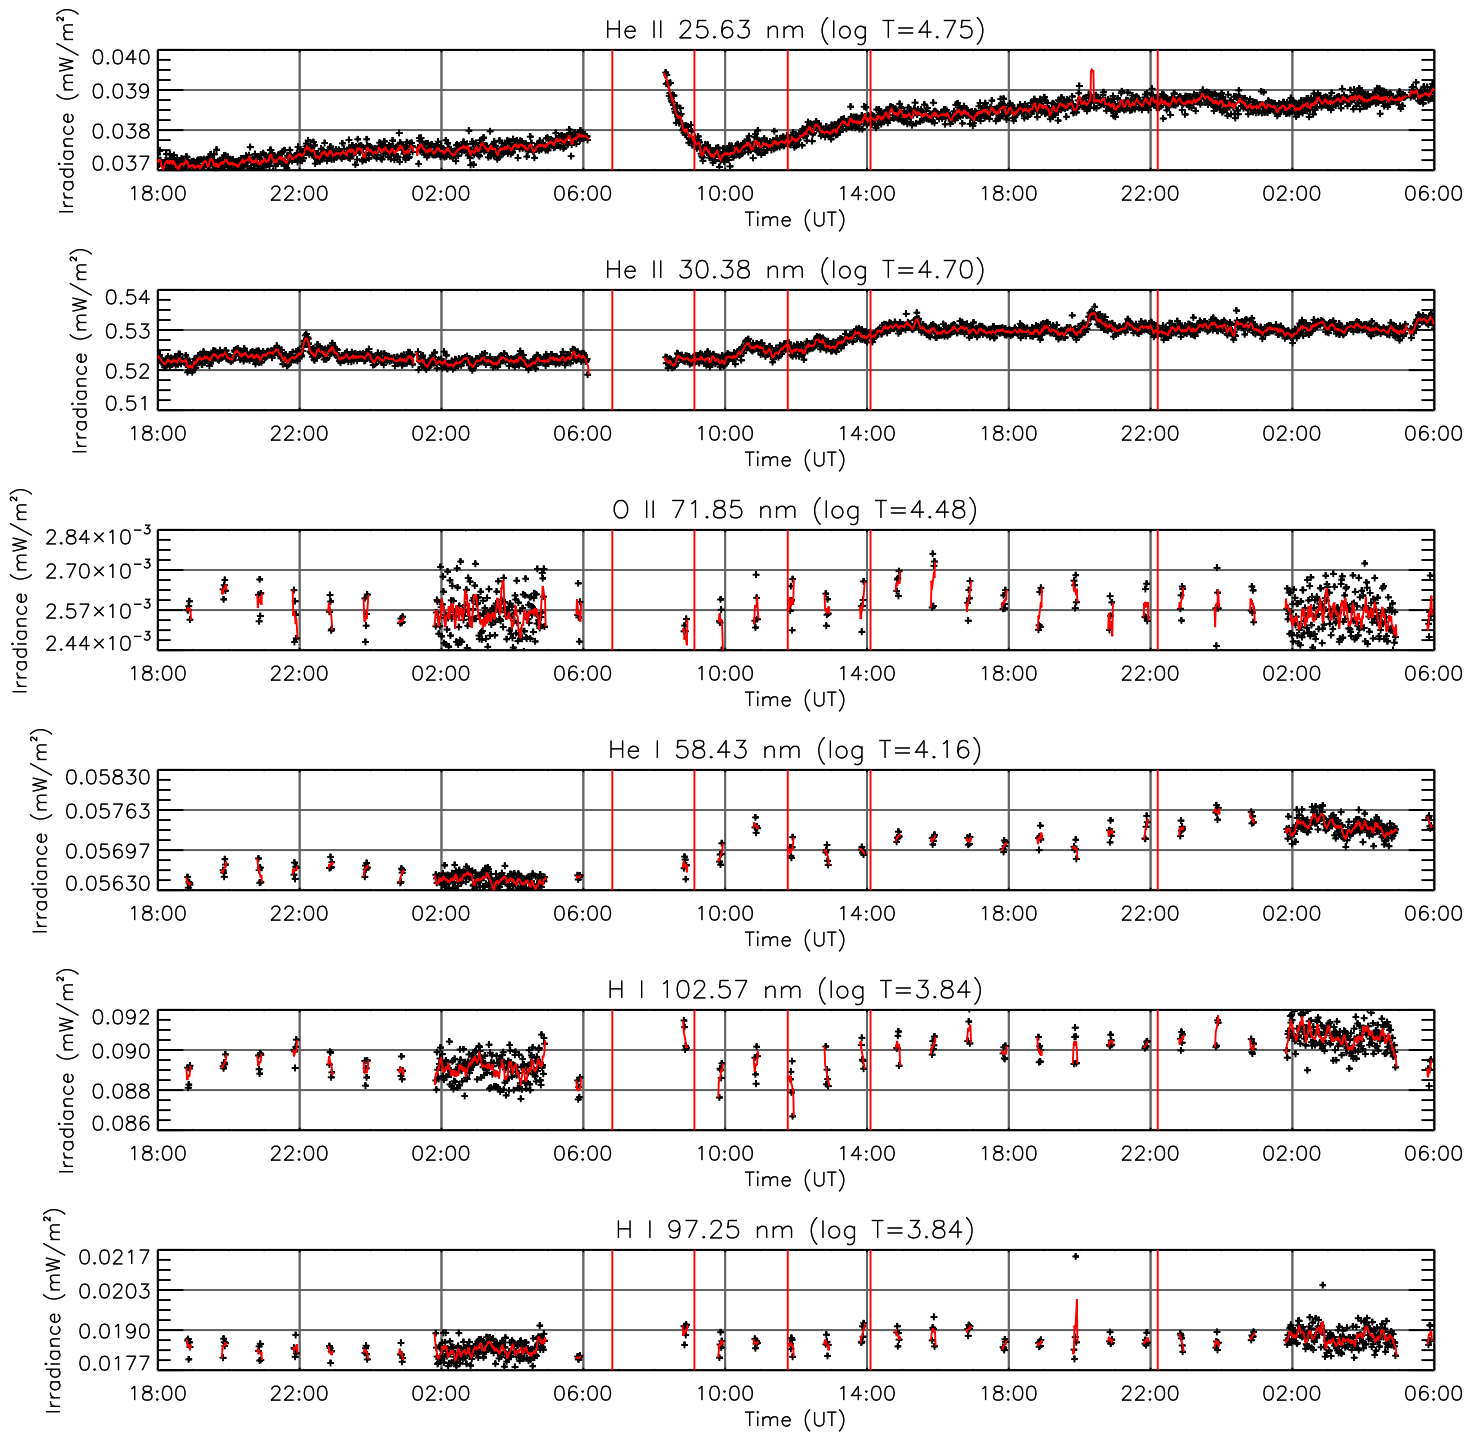 He II 25.63 nm (log T=4.75)
Irradiance (mW/m²)
0.040
0.039
0.038
0.037
18:00 22:00 02:00 06:00 10:00 14:00 18:00 22:00 02:00 06:00
Time (UT)
He II 30.38 nm (log T=4.70)
Irradiance (mW/m²)
0.54
0.53
0.52
0.51
18:00 22:00 02:00 06:00 10:00 14:00 18:00 22:00 02:00 06:00
Time (UT)
O II 71.85 nm (log T=4.48)
Irradiance (mW/m²)
2.84×10⁻³
2.70×10⁻³
2.57×10⁻³
2.44×10⁻³
18:00 22:00 02:00 06:00 10:00 14:00 18:00 22:00 02:00 06:00
Time (UT)
He I 58.43 nm (log T=4.16)
Irradiance (mW/m²)
0.05830
0.05763
0.05697
0.05630
18:00 22:00 02:00 06:00 10:00 14:00 18:00 22:00 02:00 06:00
Time (UT)
H I 102.57 nm (log T=3.84)
Irradiance (mW/m²)
0.092
0.090
0.088
0.086
18:00 22:00 02:00 06:00 10:00 14:00 18:00 22:00 02:00 06:00
Time (UT)
H I 97.25 nm (log T=3.84)
Irradiance (mW/m²)
0.0217
0.0203
0.0190
0.0177
18:00 22:00 02:00 06:00 10:00 14:00 18:00 22:00 02:00 06:00
Time (UT)